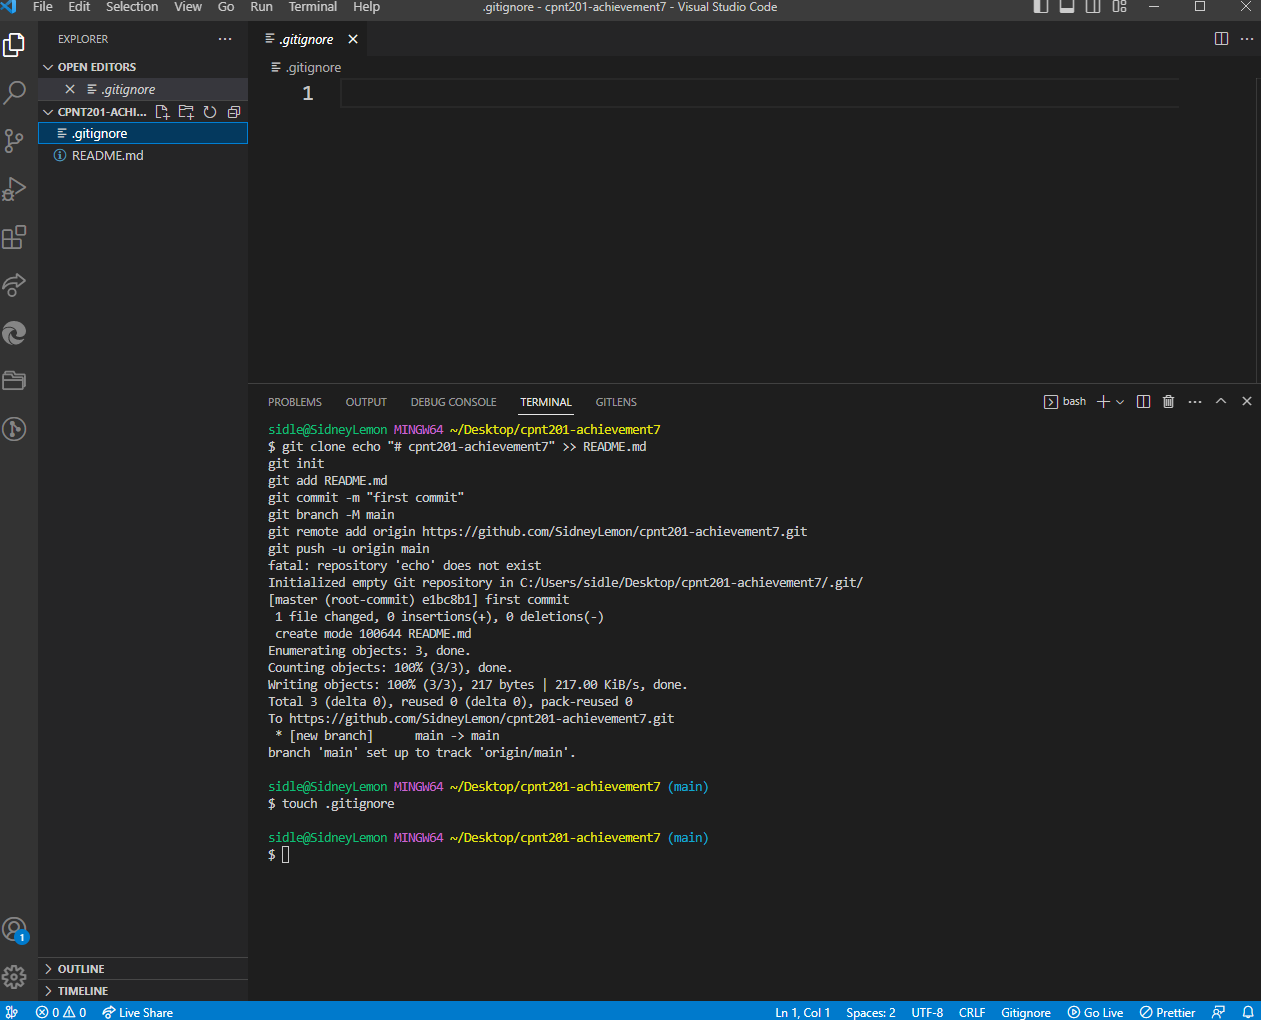 File Edit Selection View Go Run Terminal Help
.gitignore - cpnt201-achievement7 - Visual Studio Code
EXPLORER
OPEN EDITORS
.gitignore
CPNT201-ACHI...
.gitignore
README.md
OUTLINE
TIMELINE
.gitignore
.gitignore
1
PROBLEMS OUTPUT DEBUG CONSOLE TERMINAL GITLENS
bash
sidle@SidneyLemon MINGW64 ~/Desktop/cpnt201-achievement7
$ git clone echo "# cpnt201-achievement7" >> README.md
git init
git add README.md
git commit -m "first commit"
git branch -M main
git remote add origin https://github.com/SidneyLemon/cpnt201-achievement7.git
git push -u origin main
fatal: repository 'echo' does not exist
Initialized empty Git repository in C:/Users/sidle/Desktop/cpnt201-achievement7/.git/
[master (root-commit) e1bc8b1] first commit
1 file changed, 0 insertions(+), 0 deletions(-)
create mode 100644 README.md
Enumerating objects: 3, done.
Counting objects: 100% (3/3), done.
Writing objects: 100% (3/3), 217 bytes | 217.00 KiB/s, done.
Total 3 (delta 0), reused 0 (delta 0), pack-reused 0
To https://github.com/SidneyLemon/cpnt201-achievement7.git
* [new branch] main -> main
branch 'main' set up to track 'origin/main'.
sidle@SidneyLemon MINGW64 ~/Desktop/cpnt201-achievement7 (main)
$ touch .gitignore
sidle@SidneyLemon MINGW64 ~/Desktop/cpnt201-achievement7 (main)
$
1
0 0 Live Share
Ln 1, Col 1 Spaces: 2 UTF-8 CRLF Gitignore Go Live Prettier